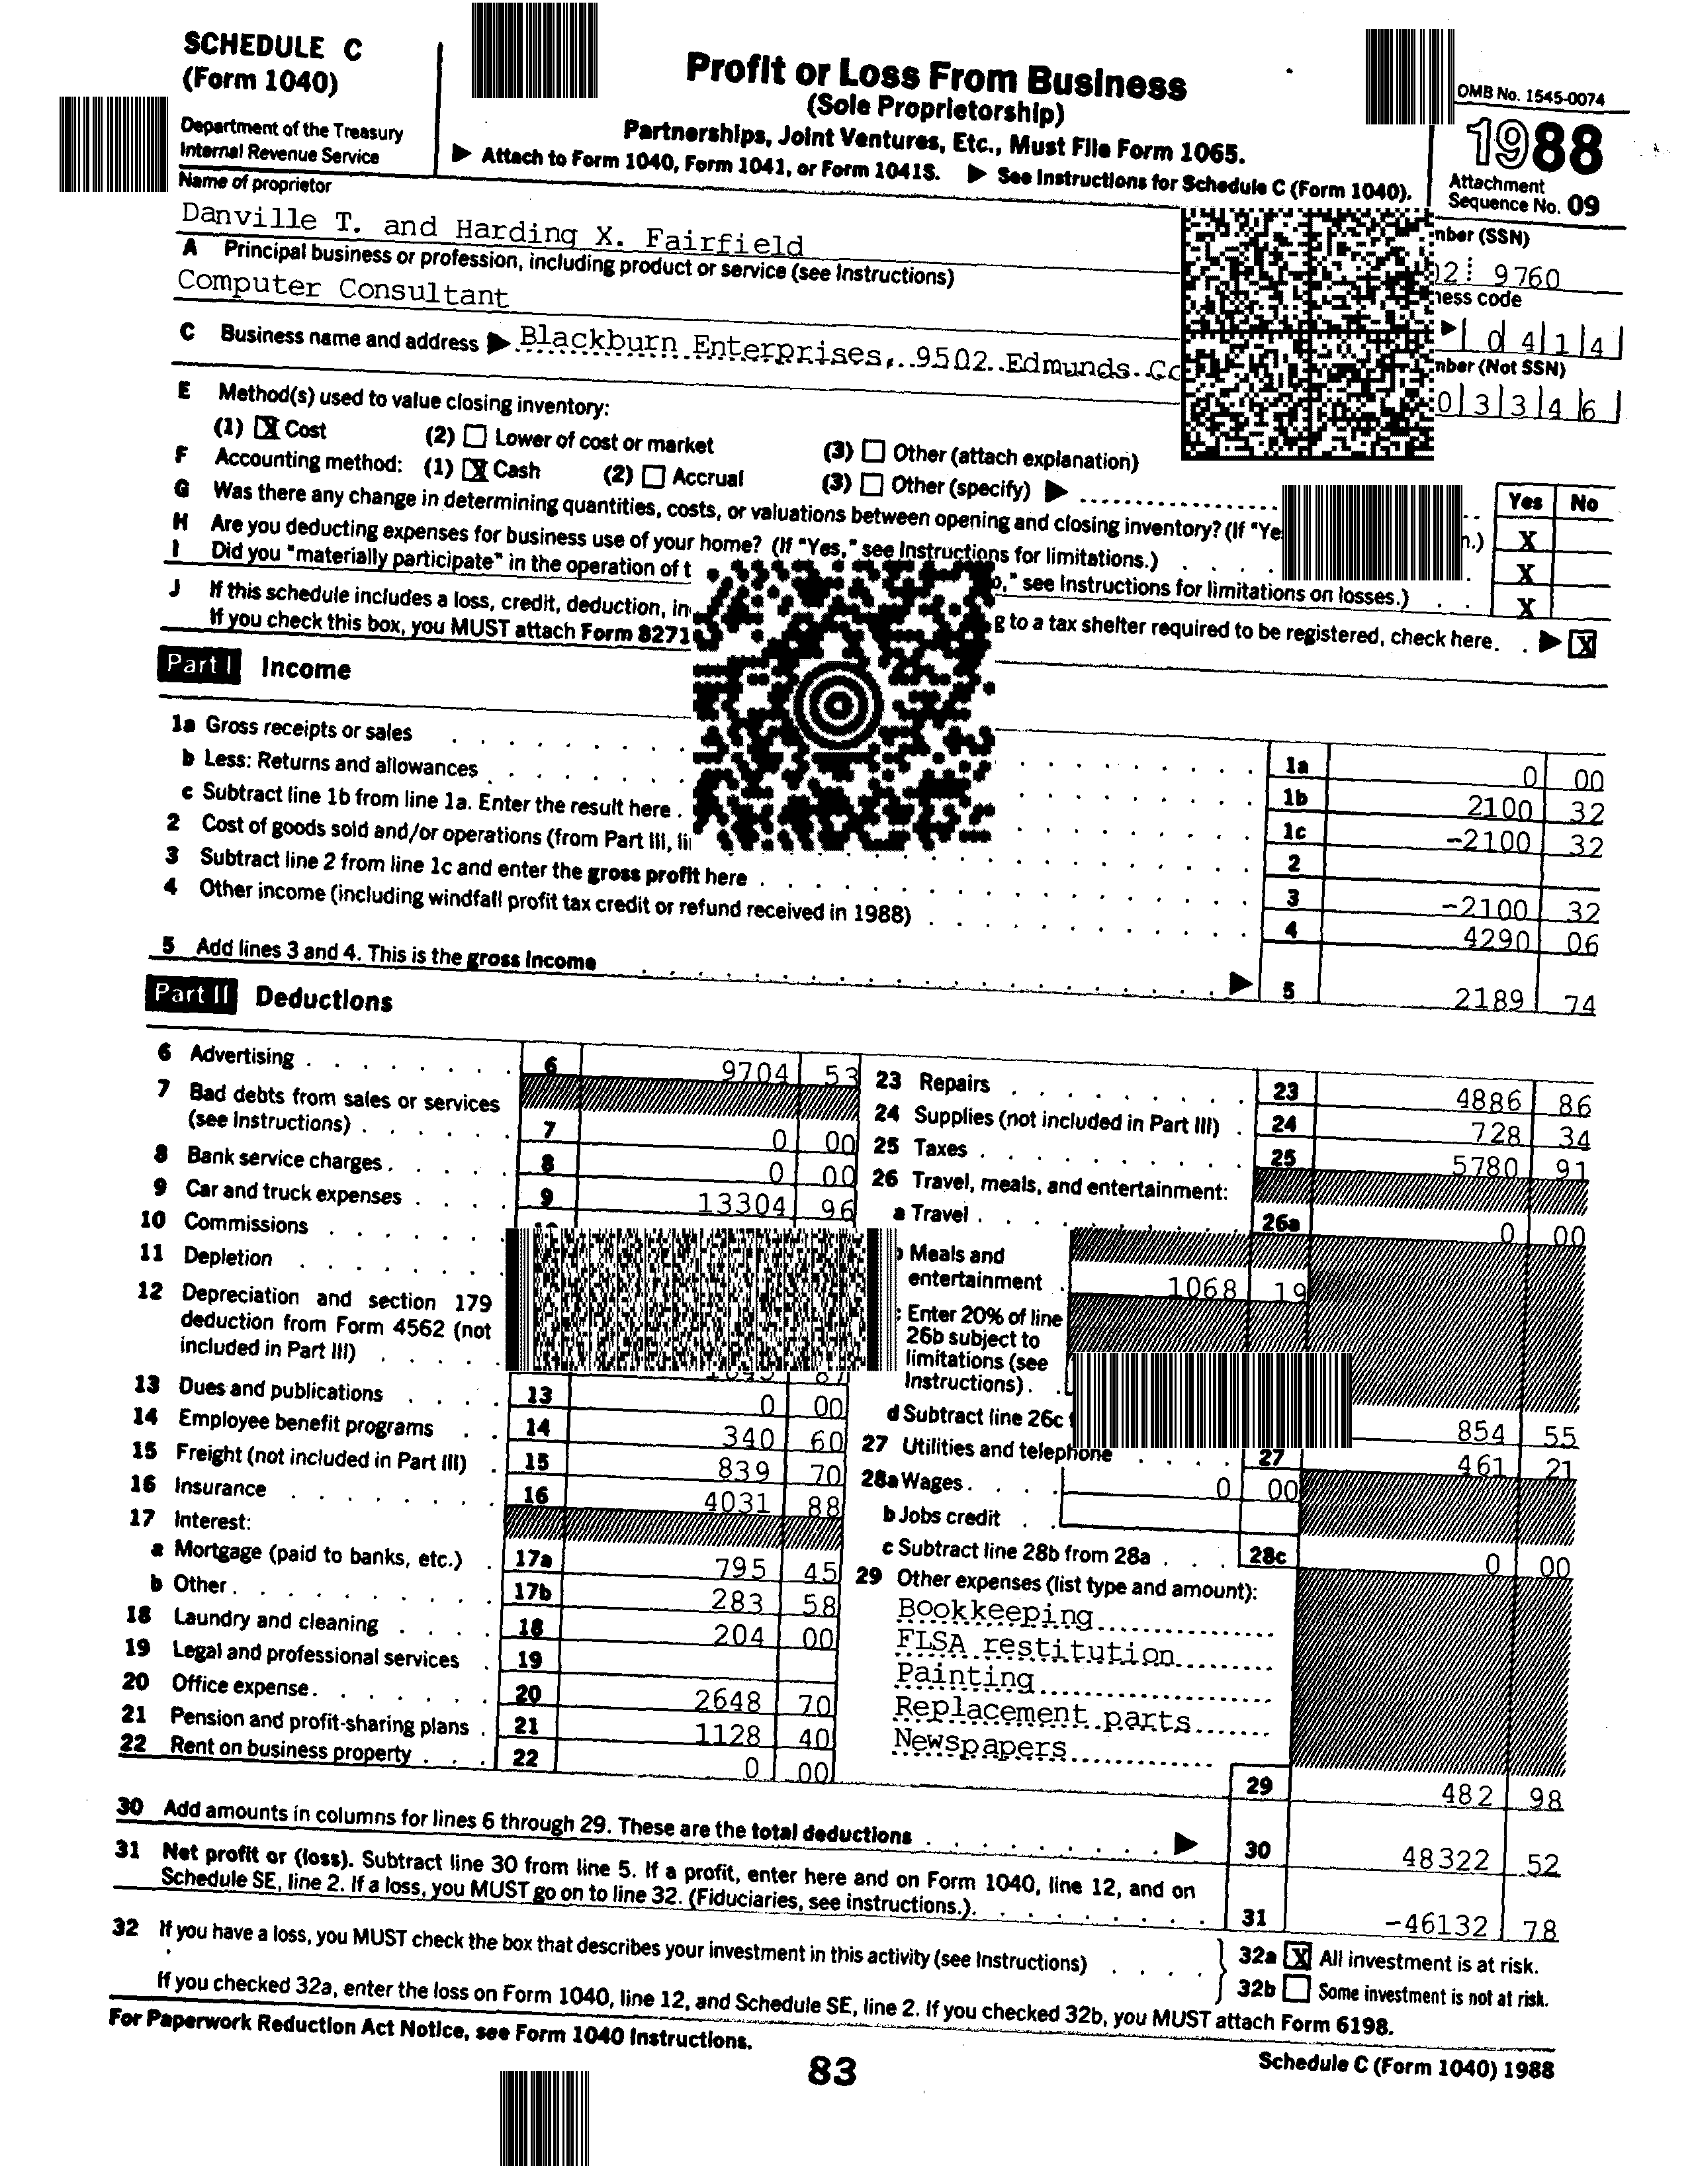 SCHEDULE C
(Form 1040)
Department of the Treasury
Internal Revenue Service
Profit or Loss From Business
(Sole Proprietorship)
Partnerships, Joint Ventures, Etc., Must File Form 1065.
▶ Attach to Form 1040, Form 1041, or Form 1041S. ▶ See Instructions for Schedule C (Form 1040).
OMB No. 1545-0074
1988
Attachment
Sequence No. 09
Name of proprietor
Danville T. and Harding X. Fairfield
(SSN)
9760
A Principal business or profession, including product or service (see Instructions)
Computer Consultant
code
▶ 0 4 1 4
C Business name and address ▶ Blackburn Enterprises, 9502 Edmunds
(Not SSN)
0 3 3 4 6
E Method(s) used to value closing inventory:
(1) X Cost (2) Lower of cost or market (3) Other (attach explanation)
F Accounting method: (1) X Cash (2) Accrual (3) Other (specify) ▶
Yes No
G Was there any change in determining quantities, costs, or valuations between opening and closing inventory? (If X
H Are you deducting expenses for business use of your home? (If "Yes," see Instructions for limitations.) X
I Did you "materially participate" in the operation of see Instructions for limitations on losses.) X
J If this schedule includes a loss, credit, deduction, to a tax shelter required to be registered, check here. ▶ X
If you check this box, you MUST attach Form 8271
Part I Income
1a Gross receipts or sales 1a 0 00
b Less: Returns and allowances 1b 2100 32
c Subtract line 1b from line 1a. Enter the result here 1c -2100 32
2 Cost of goods sold and/or operations (from Part III, 2
3 Subtract line 2 from line 1c and enter the gross profit here 3 -2100 32
4 Other income (including windfall profit tax credit or refund received in 1988) 4 4290 06
5 Add lines 3 and 4. This is the gross income ▶ 5 2189 74
Part II Deductions
6 Advertising 6 9704 53
7 Bad debts from sales or services
(see Instructions) 7 0 00
8 Bank service charges 8 0 00
9 Car and truck expenses 9 13304 96
10 Commissions
11 Depletion
12 Depreciation and section 179
deduction from Form 4562 (not
included in Part III)
13 Dues and publications 13 0 00
14 Employee benefit programs 14 340 60
15 Freight (not included in Part III) 15 839 70
16 Insurance 16 4031 88
17 Interest:
a Mortgage (paid to banks, etc.) 17a 795 45
b Other 17b 283 58
18 Laundry and cleaning 18 204 00
19 Legal and professional services 19
20 Office expense 20 2648 70
21 Pension and profit-sharing plans 21 1128 40
22 Rent on business property 22 0 00
23 Repairs 23 4886 86
24 Supplies (not included in Part III) 24 728 34
25 Taxes 25 5780 91
26 Travel, meals, and entertainment:
a Travel 26a 0 00
Meals and
entertainment 1068 19
Enter 20% of line
26b subject to
limitations (see
Instructions)
d Subtract line 26c 854 55
27 Utilities and telephone 27 461 21
28a Wages 0 00
b Jobs credit
c Subtract line 28b from 28a 28c 0 00
29 Other expenses (list type and amount):
Bookkeeping
FLSA restitution
Painting
Replacement parts
Newspapers
29 482 98
30 Add amounts in columns for lines 6 through 29. These are the total deductions ▶ 30 48322 52
31 Net profit or (loss). Subtract line 30 from line 5. If a profit, enter here and on Form 1040, line 12, and on
Schedule SE, line 2. If a loss, you MUST go on to line 32. (Fiduciaries, see instructions.) 31 -46132 78
32 If you have a loss, you MUST check the box that describes your investment in this activity (see Instructions)
32a X All investment is at risk.
32b Some investment is not at risk.
If you checked 32a, enter the loss on Form 1040, line 12, and Schedule SE, line 2. If you checked 32b, you MUST attach Form 6198.
For Paperwork Reduction Act Notice, see Form 1040 Instructions.
83
Schedule C (Form 1040) 1988